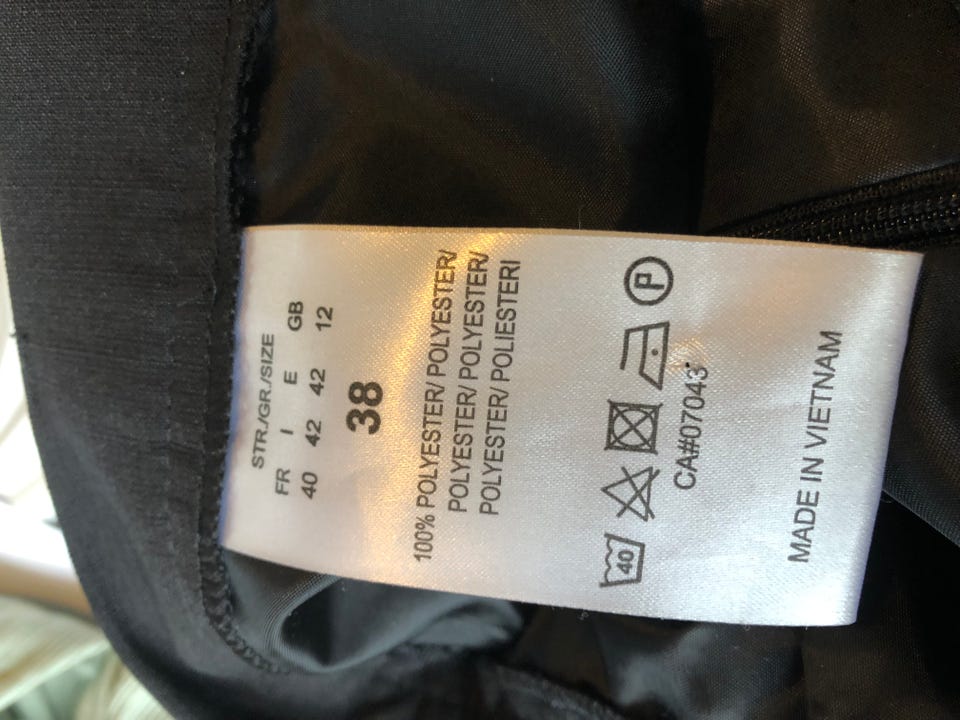 STR./GR./SIZE
FR I E GB
40 42 42 12
38
100% POLYESTER/ POLYESTER/
POLYESTER/ POLYESTER/
POLYESTER/ POLIESTERI
40 P
CA#07043
MADE IN VIETNAM